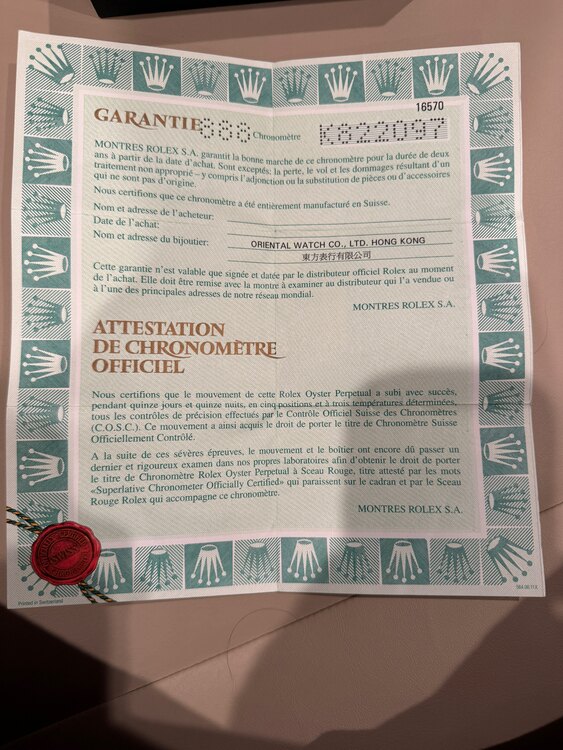 16570
GARANTIE 888 Chronomètre K822097
MONTRES ROLEX S.A. garantit la bonne marche de ce chronomètre pour la durée de deux
ans à partir de la date d'achat. Sont exceptés: la perte, le vol et les dommages résultant d'un
traitement non approprié – y compris l'adjonction ou la substitution de pièces ou d'accessoires
qui ne sont pas d'origine.
Nous certifions que ce chronomètre a été entièrement manufacturé en Suisse.
Nom et adresse de l'acheteur:
Date de l'achat:
Nom et adresse du bijoutier: ORIENTAL WATCH CO., LTD. HONG KONG
東方表行有限公司
Cette garantie n'est valable que signée et datée par le distributeur officiel Rolex au moment
de l'achat. Elle doit être remise avec la montre à examiner au distributeur qui l'a vendue ou
à l'une des principales adresses de notre réseau mondial.
MONTRES ROLEX S.A.
ATTESTATION
DE CHRONOMÈTRE
OFFICIEL
Nous certifions que le mouvement de cette Rolex Oyster Perpetual a subi avec succès,
pendant quinze jours et quinze nuits, en cinq positions et à trois températures déterminées,
tous les contrôles de précision effectués par le Contrôle Officiel Suisse des Chronomètres
(C.O.S.C.). Ce mouvement a ainsi acquis le droit de porter le titre de Chronomètre Suisse
Officiellement Contrôlé.
A la suite de ces sévères épreuves, le mouvement et le boîtier ont encore dû passer un
dernier et rigoureux examen dans nos propres laboratoires afin d'obtenir le droit de porter
le titre de Chronomètre Rolex Oyster Perpetual à Sceau Rouge, titre attesté par les mots
«Superlative Chronometer Officially Certified» qui paraissent sur le cadran et par le Sceau
Rouge Rolex qui accompagne ce chronomètre.
MONTRES ROLEX S.A.
SWISS
Printed in Switzerland